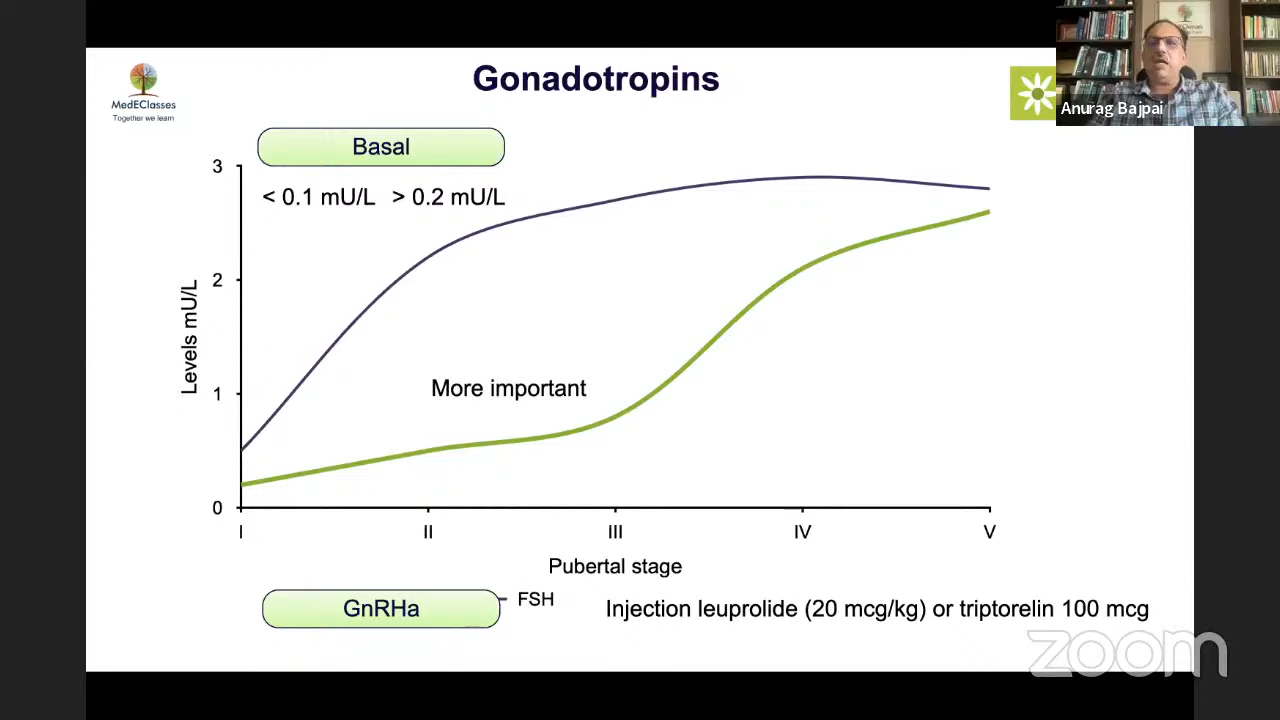 Gonadotropins
MedEClasses
Together we learn
Anurag Bajpai
Basal
< 0.1 mU/L > 0.2 mU/L
3
2
1
0
Levels mU/L
More important
I II III IV V
Pubertal stage
GnRHa
FSH
Injection leuprolide (20 mcg/kg) or triptorelin 100 mcg
zoom